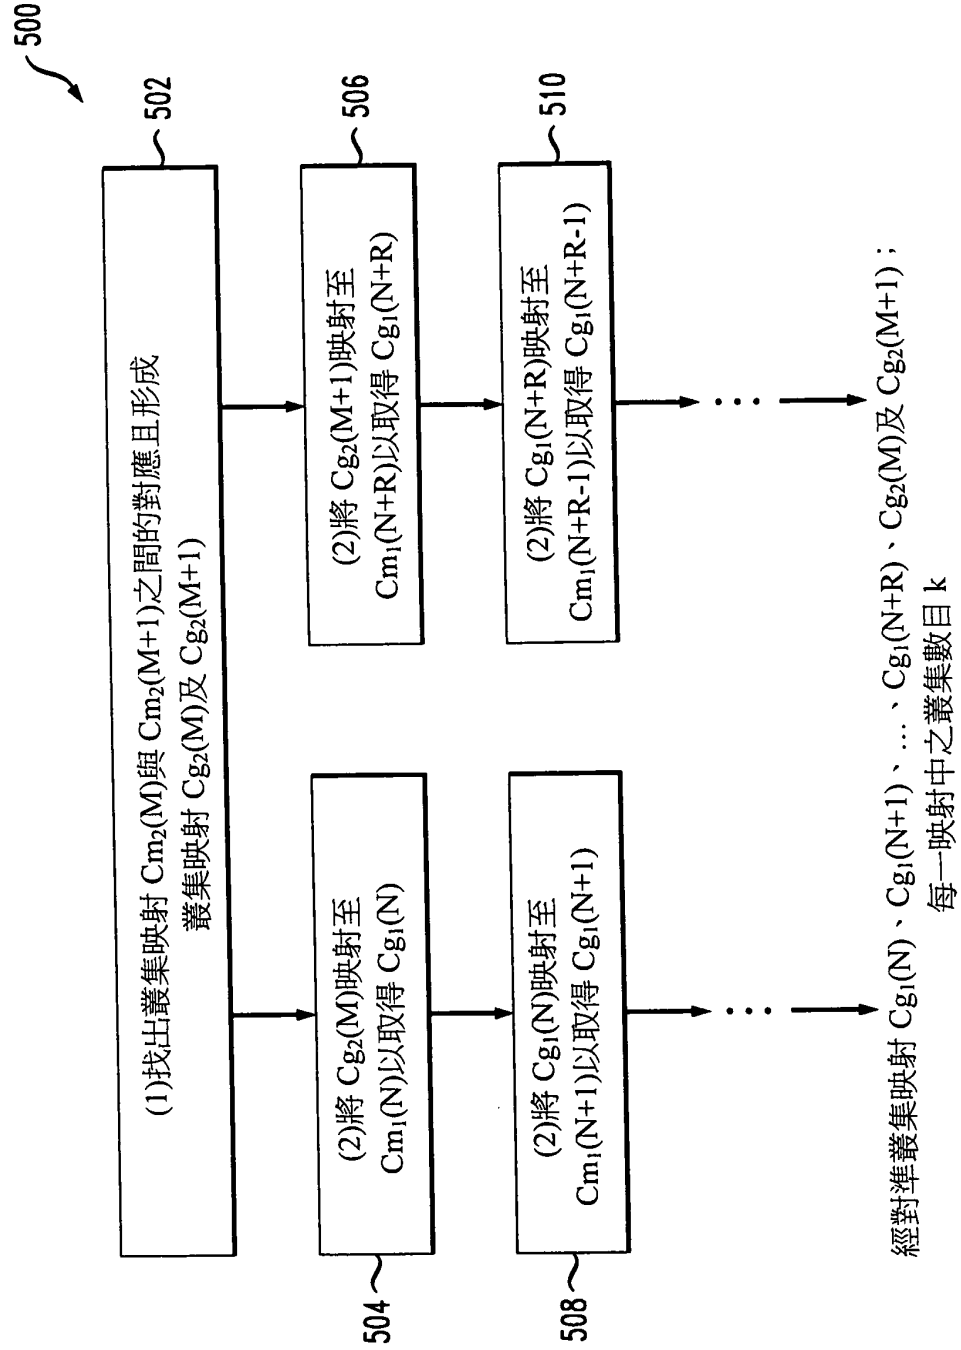 500
502
(1)找出叢集映射 Cm₂(M)與 Cm₂(M+1)之間的對應且形成
叢集映射 Cg₂(M)及 Cg₂(M+1)
504
(2)將 Cg₂(M)映射至
Cm₁(N)以取得 Cg₁(N)
506
(2)將 Cg₂(M+1)映射至
Cm₁(N+R)以取得 Cg₁(N+R)
508
(2)將 Cg₁(N)映射至
Cm₁(N+1)以取得 Cg₁(N+1)
510
(2)將 Cg₁(N+R)映射至
Cm₁(N+R-1)以取得 Cg₁(N+R-1)
經對準叢集映射 Cg₁(N)、Cg₁(N+1)、…、Cg₁(N+R)、Cg₂(M)及 Cg₂(M+1)；
每一映射中之叢集數目 k